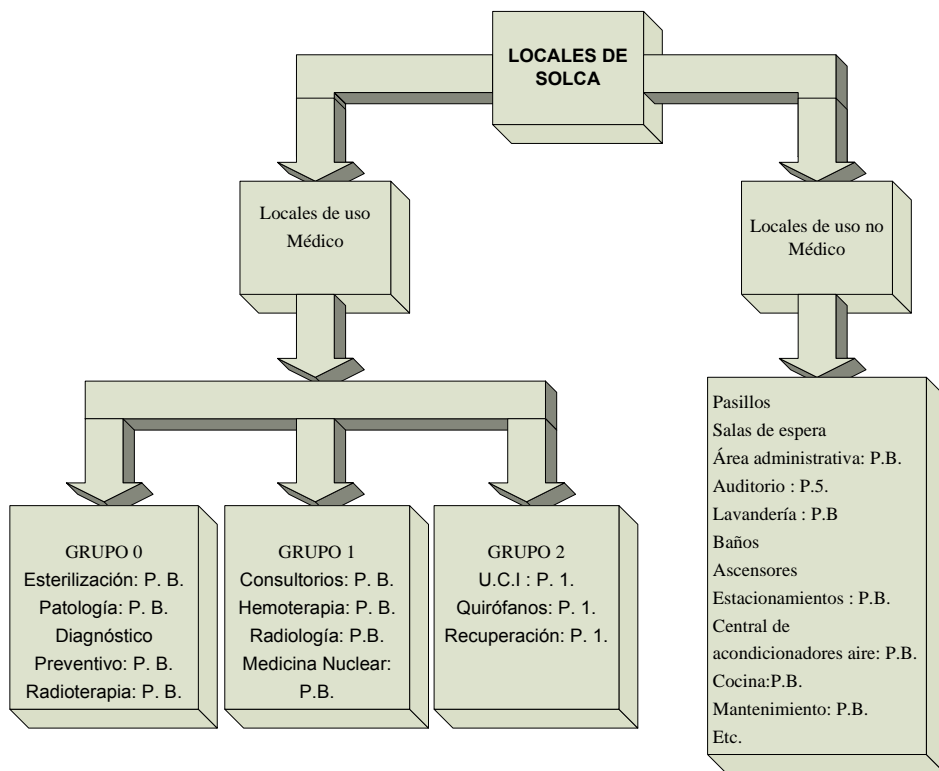 LOCALES DE
SOLCA
Locales de uso
Médico
Locales de uso no
Médico
GRUPO 0
Esterilización: P. B.
Patología: P. B.
Diagnóstico
Preventivo: P. B.
Radioterapia: P. B.
GRUPO 1
Consultorios: P. B.
Hemoterapia: P. B.
Radiología: P.B.
Medicina Nuclear:
P.B.
GRUPO 2
U.C.I : P. 1.
Quirófanos: P. 1.
Recuperación: P. 1.
Pasillos
Salas de espera
Área administrativa: P.B.
Auditorio : P.5.
Lavandería : P.B
Baños
Ascensores
Estacionamientos : P.B.
Central de
acondicionadores aire: P.B.
Cocina:P.B.
Mantenimiento: P.B.
Etc.